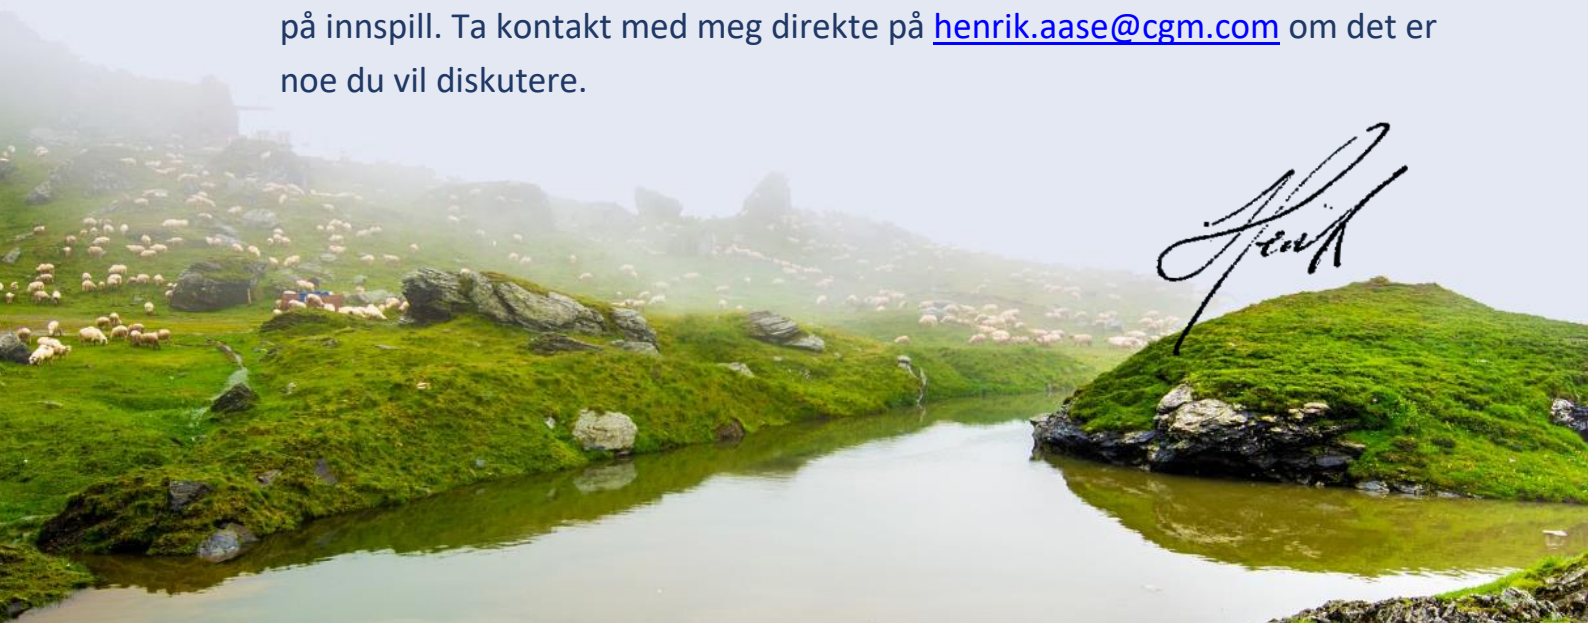 på innspill. Ta kontakt med meg direkte på henrik.aase@cgm.com om det er
noe du vil diskutere.
Henrik